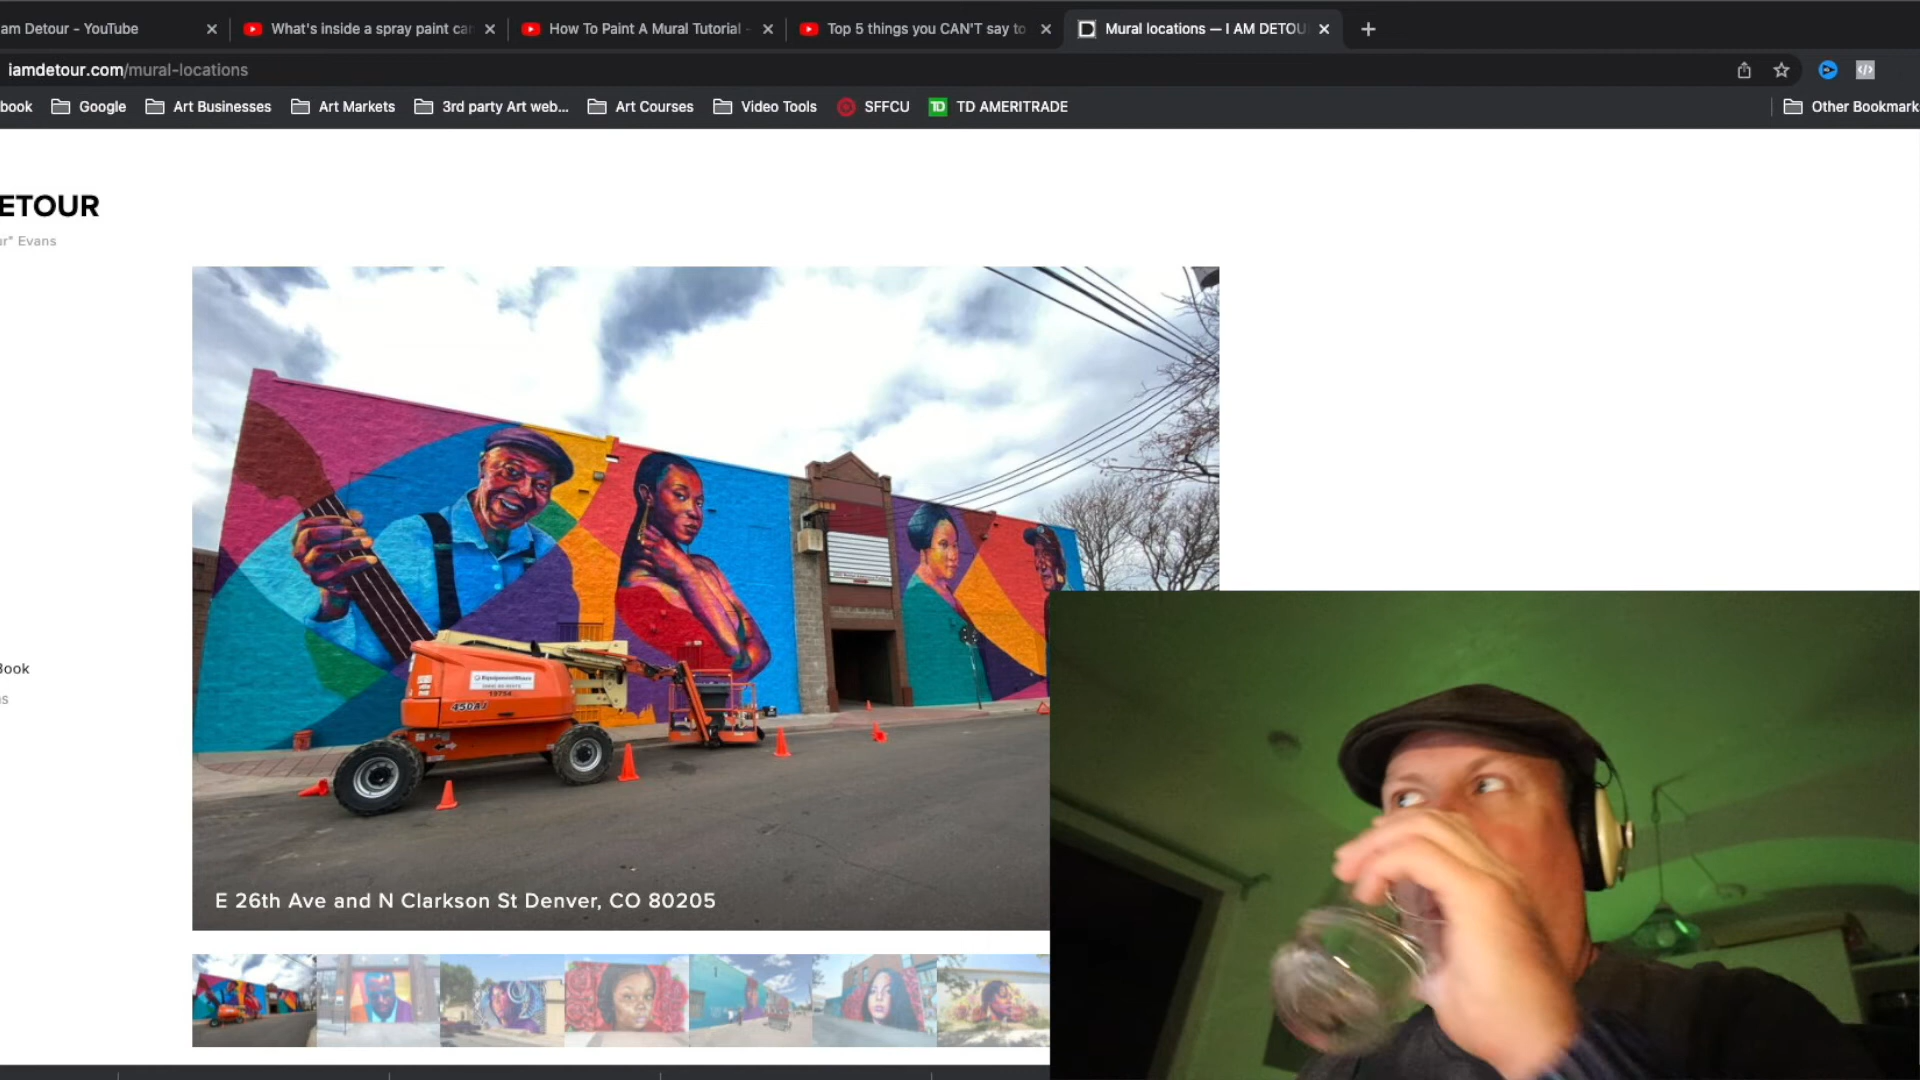 am Detour - YouTube
What's inside a spray paint can
How To Paint A Mural Tutorial -
Top 5 things you CAN'T say to
Mural locations — I AM DETOU
iamdetour.com/mural-locations
book
Google
Art Businesses
Art Markets
3rd party Art web...
Art Courses
Video Tools
SFFCU
TD AMERITRADE
Other Bookmark
ETOUR
ur" Evans
Book
ns
450AJ
E 26th Ave and N Clarkson St Denver, CO 80205